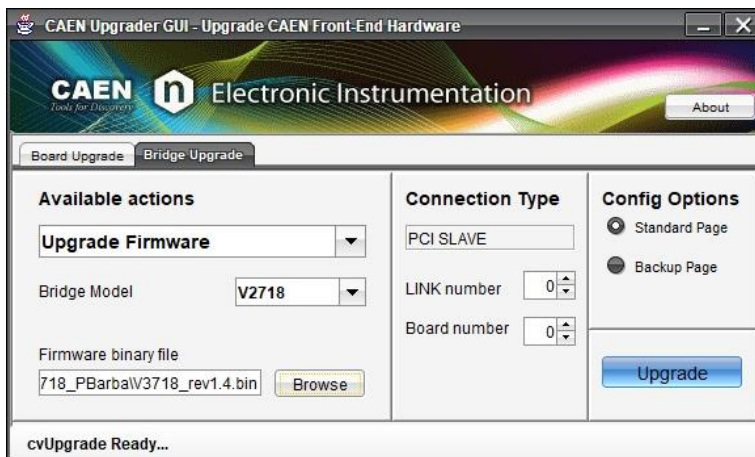 CAEN Upgrader GUI - Upgrade CAEN Front-End Hardware
CAEN n Electronic Instrumentation
Tools for Discovery
About
Board Upgrade Bridge Upgrade
Available actions
Upgrade Firmware
Bridge Model V2718
Firmware binary file
718_PBarba\V3718_rev1.4.bin Browse
Connection Type
PCI SLAVE
LINK number 0
Board number 0
Config Options
Standard Page
Backup Page
Upgrade
cvUpgrade Ready...